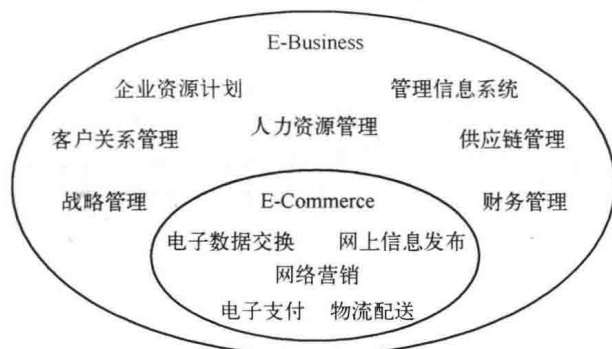 E-Business
企业资源计划 管理信息系统
客户关系管理 人力资源管理 供应链管理
战略管理 E-Commerce 财务管理
电子数据交换 网上信息发布
网络营销
电子支付 物流配送